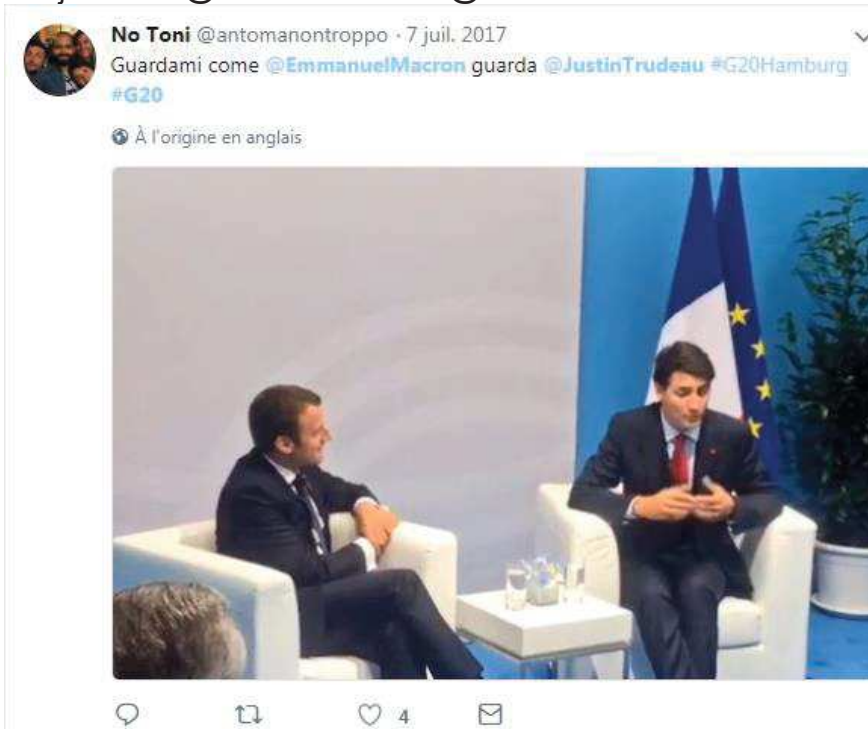 No Toni @antomanontroppo · 7 juil. 2017
Guardami come @EmmanuelMacron guarda @JustinTrudeau #G20Hamburg
#G20
À l'origine en anglais
4